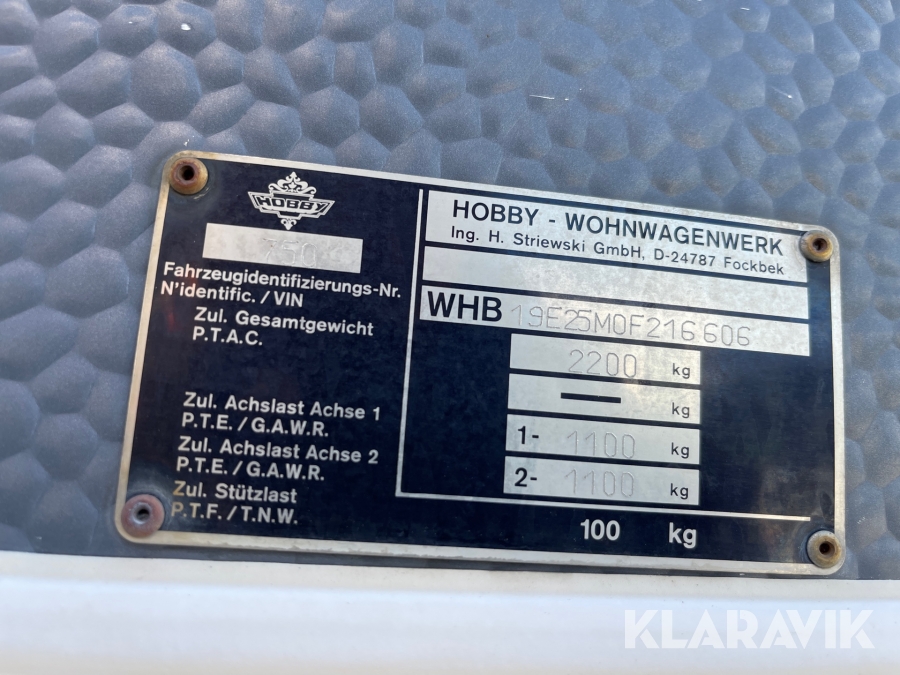 HOBBY
750
Fahrzeugidentifizierungs-Nr.
N'identific. / VIN
Zul. Gesamtgewicht
P.T.A.C.
Zul. Achslast Achse 1
P.T.E. / G.A.W.R.
Zul. Achslast Achse 2
P.T.E. / G.A.W.R.
Zul. Stützlast
P.T.F. / T.N.W.
HOBBY - WOHNWAGENWERK
Ing. H. Striewski GmbH, D-24787 Fockbek
WHB 19E25M0F216606
2200 kg
— kg
1- 1100 kg
2- 1100 kg
100 kg
KLARAVIK